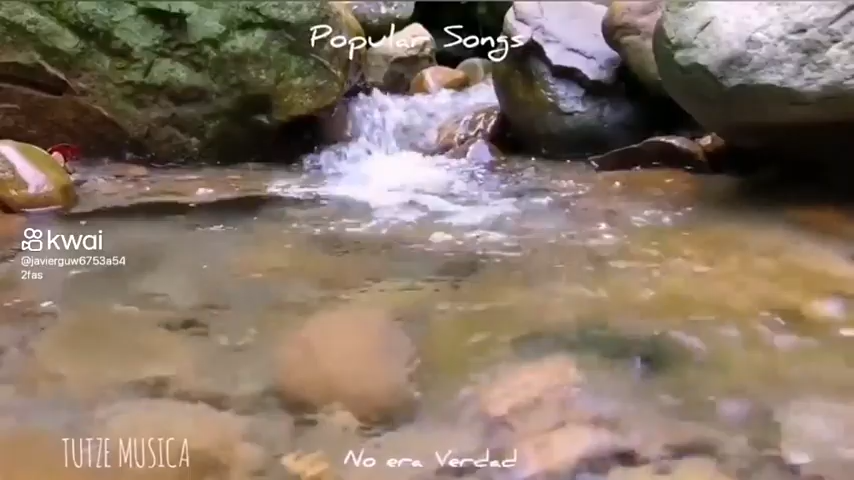 Popular Songs
kwai
@javierguw6753a54
2fas
TUTZE MUSICA
No era Verdad